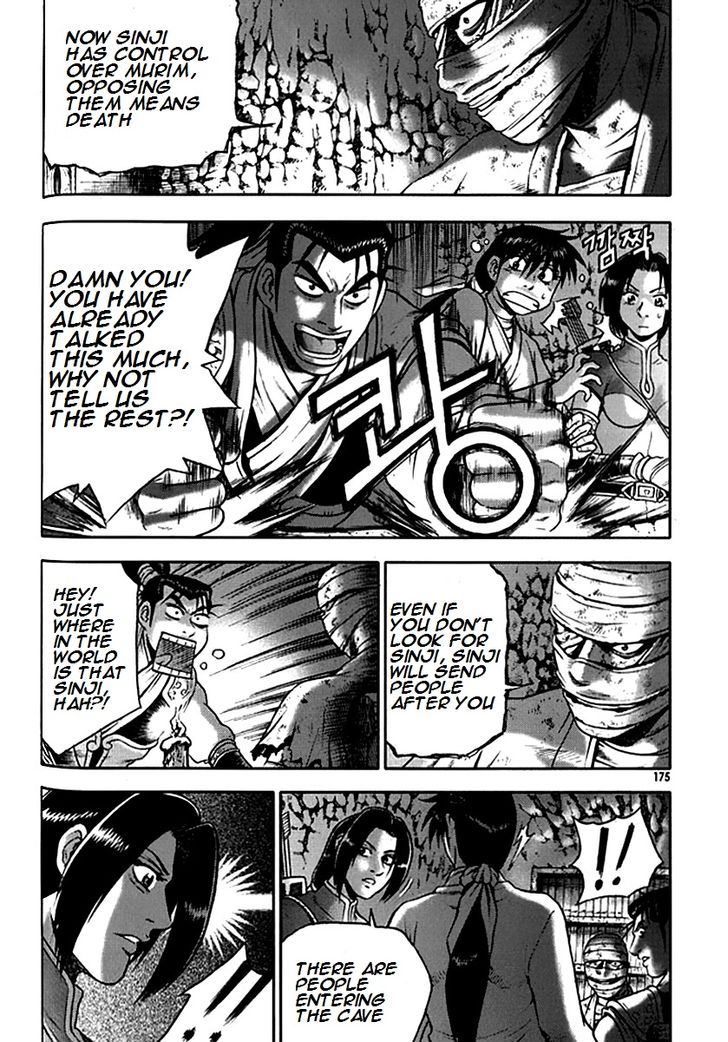 NOW SINJI
HAS CONTROL
OVER MURIM,
OPPOSING
THEM MEANS
DEATH
DAMN YOU!
YOU HAVE
ALREADY
TALKED
THIS MUCH,
WHY NOT
TELL US
THE REST?!
깜짝
쾅
HEY!
JUST
WHERE
IN THE
WORLD
IS THAT
SINJI,
HAH?!
EVEN IF
YOU DON'T
LOOK FOR
SINJI, SINJI
WILL SEND
PEOPLE
AFTER YOU
175
!!
THERE ARE
PEOPLE
ENTERING
THE CAVE
!!